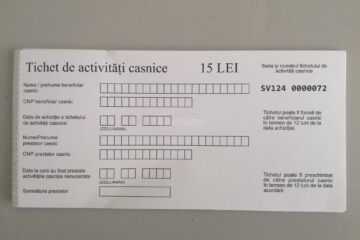 Tichet de activități casnice 15 LEI
Seria și numărul tichetului de
activități casnice
SV124 0000072
Nume / prenume beneficiar
casnic
CNP beneficiar casnic
Data de achiziție a tichetului
de activități casnice
(ZZ/LL/AAAA)
Tichetul poate fi folosit de
către beneficiarul casnic
în termen de 12 luni de la data
achiziției.
Nume/Prenume
prestator casnic
CNP prestator casnic
Data la care au fost prestate
activitățile casnice remunerate
(ZZ/LL/AAAA)
Semnătura prestator
Tichetul poate fi preschimbat
de către prestatorul casnic
în termen de 12 luni de la data
acordării.